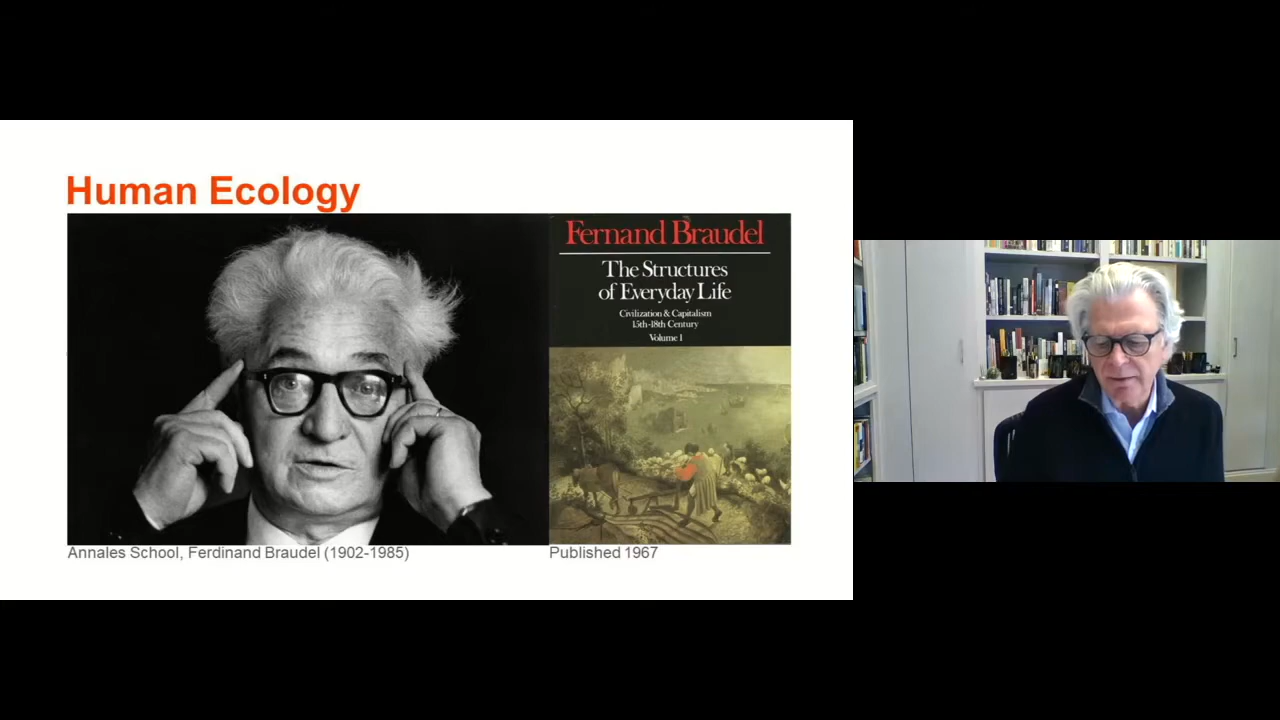 Human Ecology
Fernand Braudel
The Structures
of Everyday Life
Civilization & Capitalism
15th-18th Century
Volume 1
Annales School, Ferdinand Braudel (1902-1985)
Published 1967